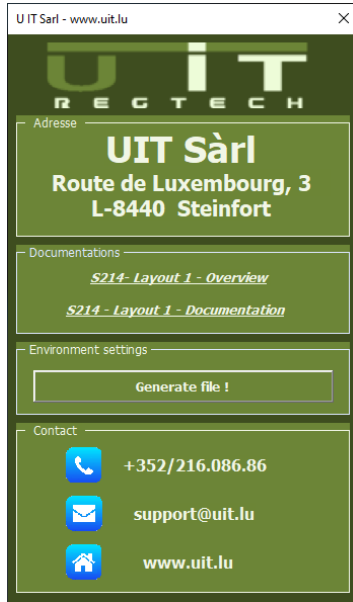 U IT Sarl - www.uit.lu
U IT
REGTECH
Adresse
UIT Sàrl
Route de Luxembourg, 3
L-8440 Steinfort
Documentations
S214- Layout 1 - Overview
S214 - Layout 1 - Documentation
Environment settings
Generate file !
Contact
+352/216.086.86
support@uit.lu
www.uit.lu